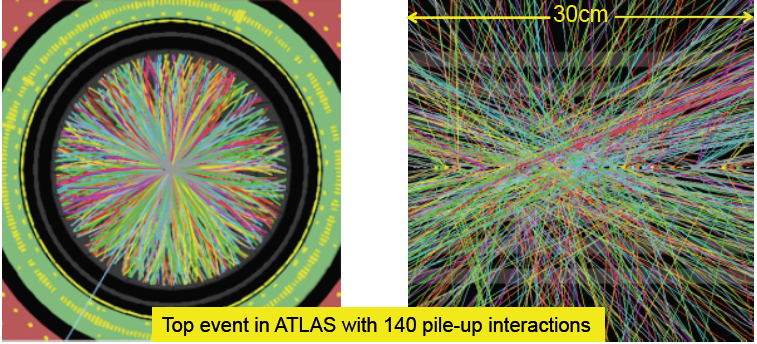 30cm
Top event in ATLAS with 140 pile-up interactions